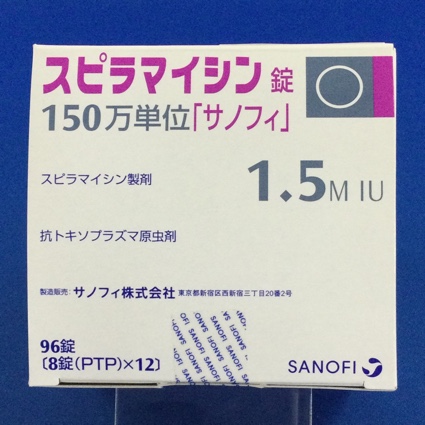 スピラマイシン錠
150万単位「サノフィ」
1.5M IU
スピラマイシン製剤
抗トキソプラズマ原虫剤
製造販売：サノフィ株式会社 東京都新宿区西新宿三丁目20番2号
96錠
〔8錠(PTP)×12〕
SANOFI
SANOFI